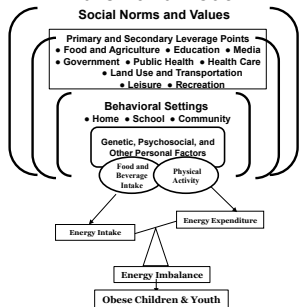 Social Norms and Values
Primary and Secondary Leverage Points
● Food and Agriculture ● Education ● Media
● Government ● Public Health ● Health Care
● Land Use and Transportation
● Leisure ● Recreation
Behavioral Settings
● Home ● School ● Community
Genetic, Psychosocial, and
Other Personal Factors
Food and
Beverage
Intake
Physical
Activity
Energy Expenditure
Energy Intake
Energy Imbalance
Obese Children & Youth